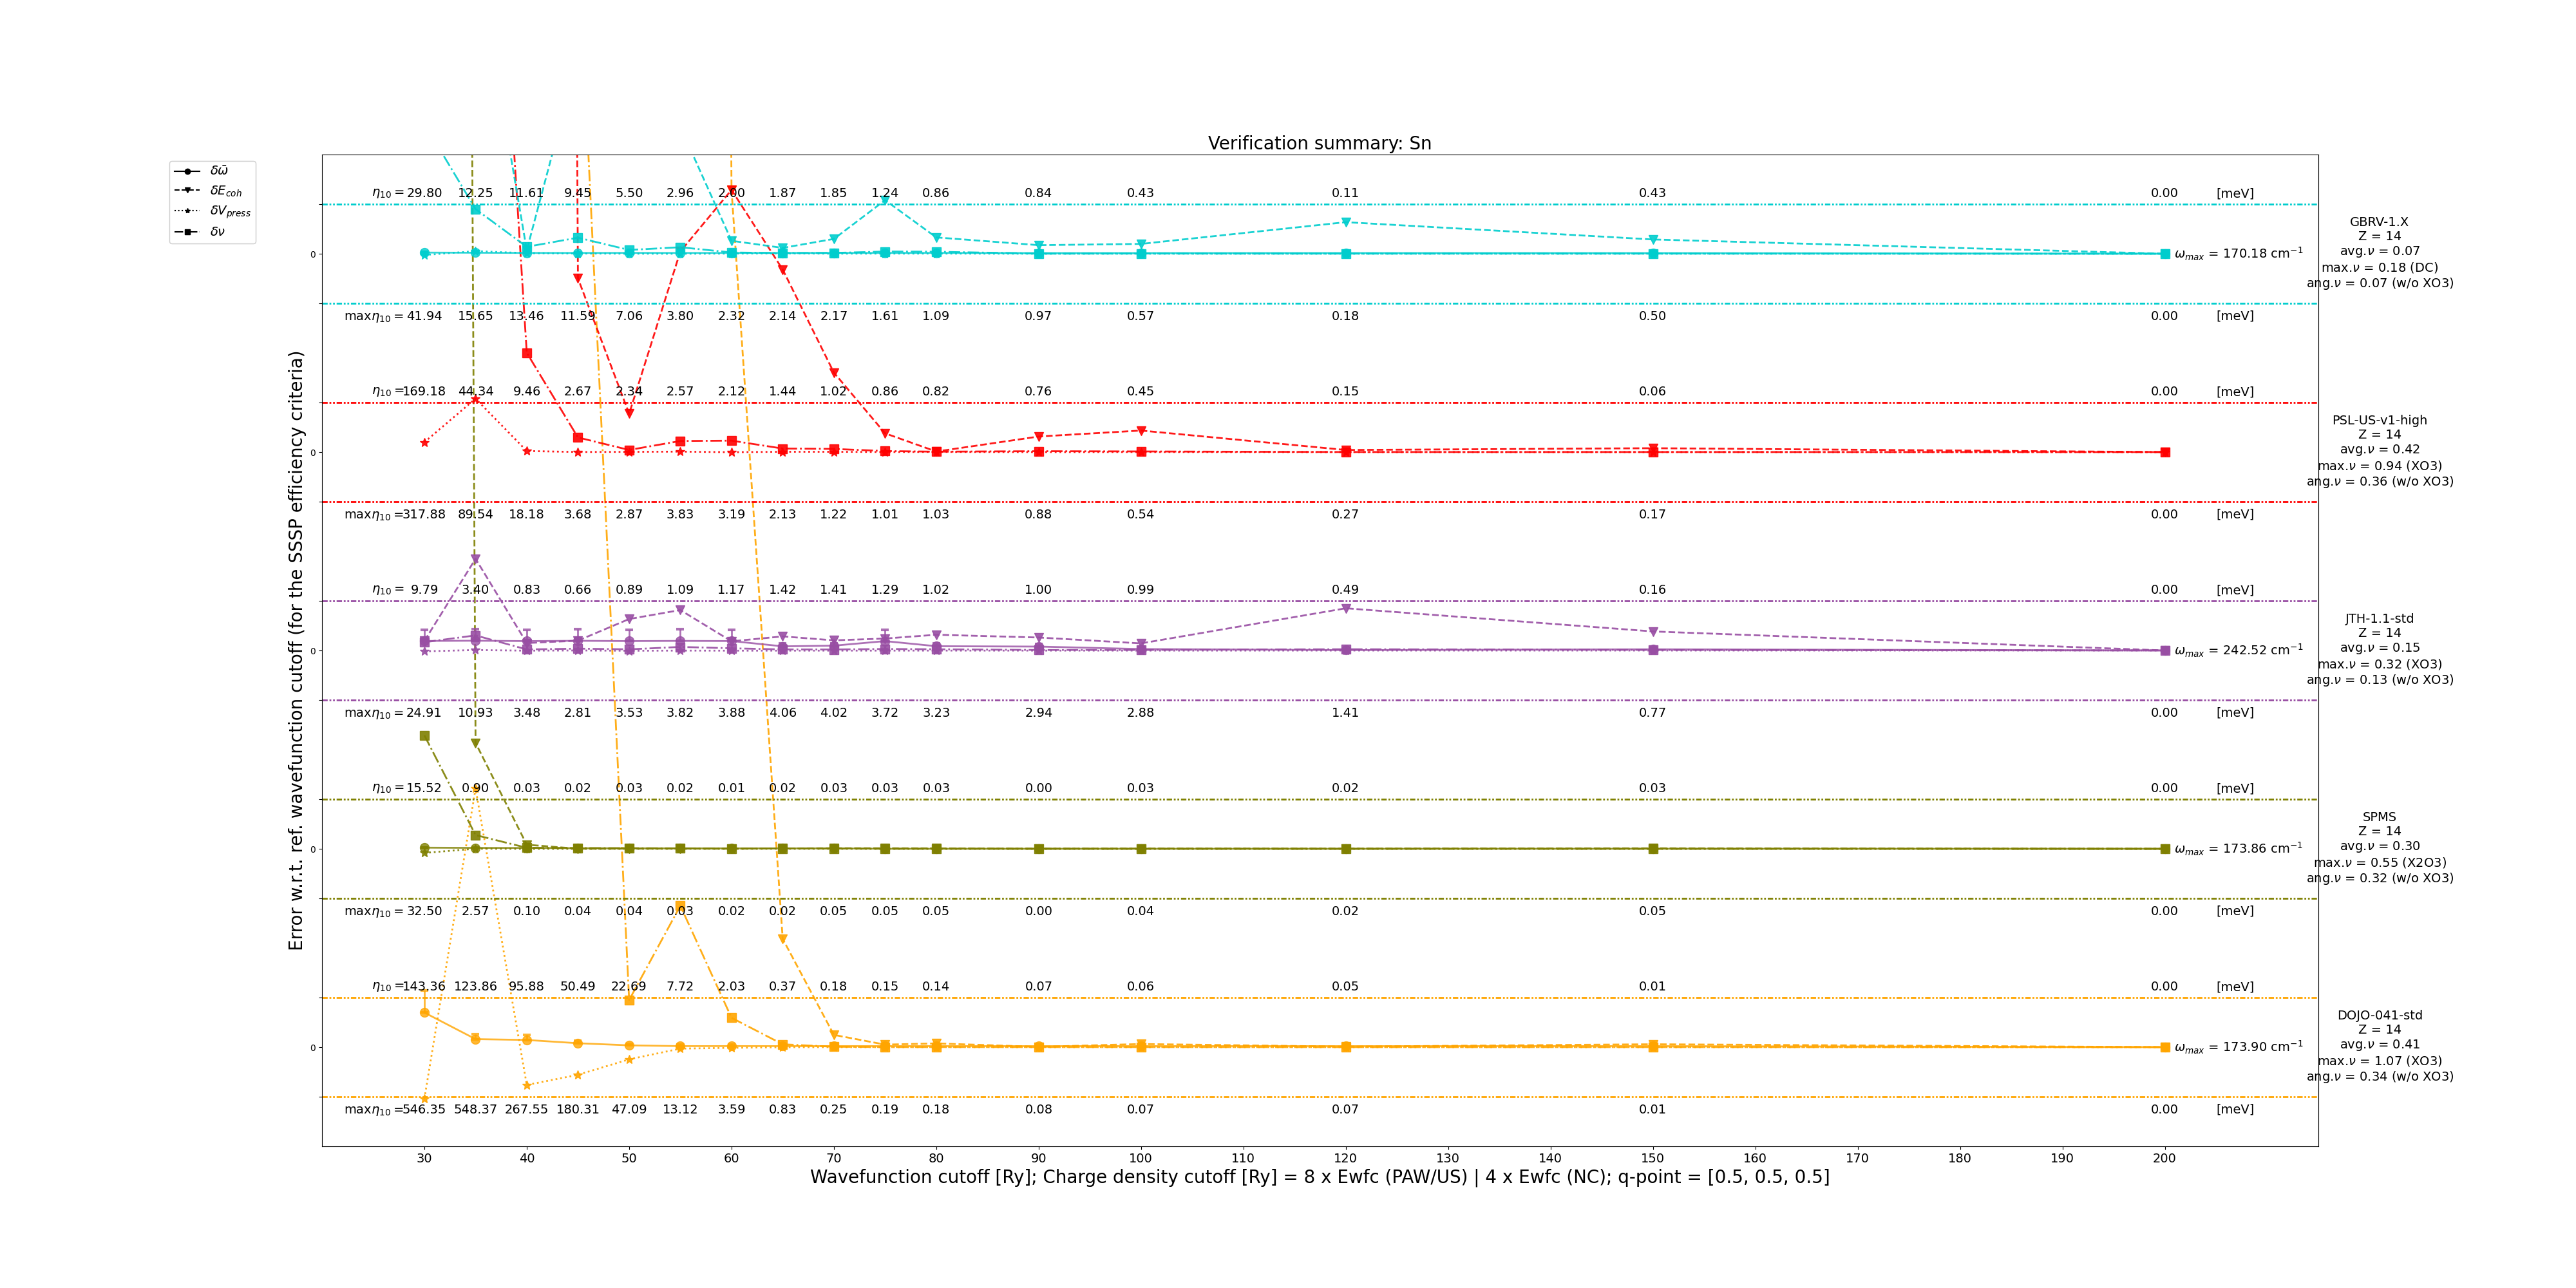 Verification summary: Sn
δω̄
δE_coh
δV_press
δν
Error w.r.t. ref. wavefunction cutoff (for the SSSP efficiency criteria)
η₁₀ = 29.80 12.25 11.61 9.45 5.50 2.96 2.00 1.87 1.85 1.24 0.86 0.84 0.43 0.11 0.43 0.00 [meV]
0
ω_max = 170.18 cm⁻¹
maxη₁₀ = 41.94 15.65 13.46 11.59 7.06 3.80 2.32 2.14 2.17 1.61 1.09 0.97 0.57 0.18 0.50 0.00 [meV]
GBRV-1.X
Z = 14
avg.ν = 0.07
max.ν = 0.18 (DC)
ang.ν = 0.07 (w/o XO3)
η₁₀ =169.18 44.34 9.46 2.67 2.34 2.57 2.12 1.44 1.02 0.86 0.82 0.76 0.45 0.15 0.06 0.00 [meV]
0
maxη₁₀ =317.88 89.54 18.18 3.68 2.87 3.83 3.19 2.13 1.22 1.01 1.03 0.88 0.54 0.27 0.17 0.00 [meV]
PSL-US-v1-high
Z = 14
avg.ν = 0.42
max.ν = 0.94 (XO3)
ang.ν = 0.36 (w/o XO3)
η₁₀ = 9.79 3.40 0.83 0.66 0.89 1.09 1.17 1.42 1.41 1.29 1.02 1.00 0.99 0.49 0.16 0.00 [meV]
0
ω_max = 242.52 cm⁻¹
maxη₁₀ = 24.91 10.93 3.48 2.81 3.53 3.82 3.88 4.06 4.02 3.72 3.23 2.94 2.88 1.41 0.77 0.00 [meV]
JTH-1.1-std
Z = 14
avg.ν = 0.15
max.ν = 0.32 (XO3)
ang.ν = 0.13 (w/o XO3)
η₁₀ = 15.52 0.90 0.03 0.02 0.03 0.02 0.01 0.02 0.03 0.03 0.03 0.00 0.03 0.02 0.03 0.00 [meV]
0
ω_max = 173.86 cm⁻¹
maxη₁₀ = 32.50 2.57 0.10 0.04 0.04 0.03 0.02 0.02 0.05 0.05 0.05 0.00 0.04 0.02 0.05 0.00 [meV]
SPMS
Z = 14
avg.ν = 0.30
max.ν = 0.55 (X2O3)
ang.ν = 0.32 (w/o XO3)
η₁₀ =143.36 123.86 95.88 50.49 22.69 7.72 2.03 0.37 0.18 0.15 0.14 0.07 0.06 0.05 0.01 0.00 [meV]
0
ω_max = 173.90 cm⁻¹
maxη₁₀ =546.35 548.37 267.55 180.31 47.09 13.12 3.59 0.83 0.25 0.19 0.18 0.08 0.07 0.07 0.01 0.00 [meV]
DOJO-041-std
Z = 14
avg.ν = 0.41
max.ν = 1.07 (XO3)
ang.ν = 0.34 (w/o XO3)
30 40 50 60 70 80 90 100 110 120 130 140 150 160 170 180 190 200
Wavefunction cutoff [Ry]; Charge density cutoff [Ry] = 8 x Ewfc (PAW/US) | 4 x Ewfc (NC); q-point = [0.5, 0.5, 0.5]